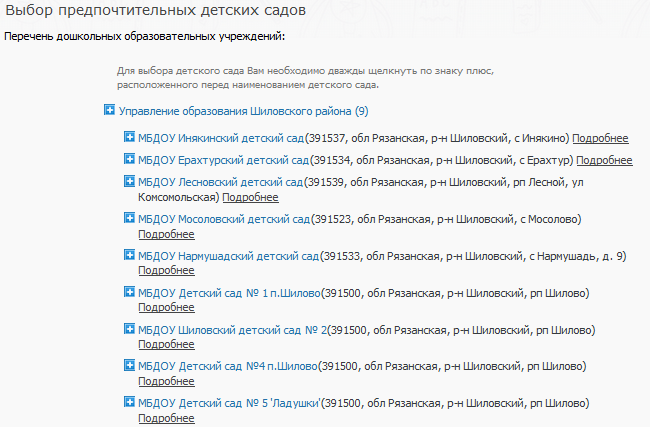 Выбор предпочтительных детских садов
Перечень дошкольных образовательных учреждений:
Для выбора детского сада Вам необходимо дважды щелкнуть по знаку плюс,
расположенного перед наименованием детского сада.
Управление образования Шиловского района (9)
МБДОУ Инякинский детский сад(391537, обл Рязанская, р-н Шиловский, с Инякино) Подробнее
МБДОУ Ерахтурский детский сад(391534, обл Рязанская, р-н Шиловский, с Ерахтур) Подробнее
МБДОУ Лесновский детский сад(391539, обл Рязанская, р-н Шиловский, рп Лесной, ул
Комсомольская) Подробнее
МБДОУ Мосоловский детский сад(391523, обл Рязанская, р-н Шиловский, с Мосолово)
Подробнее
МБДОУ Нармушадский детский сад(391533, обл Рязанская, р-н Шиловский, с Нармушадь, д. 9)
Подробнее
МБДОУ Детский сад № 1 п.Шилово(391500, обл Рязанская, р-н Шиловский, рп Шилово)
Подробнее
МБДОУ Шиловский детский сад № 2(391500, обл Рязанская, р-н Шиловский, рп Шилово)
Подробнее
МБДОУ Детский сад №4 п.Шилово(391500, обл Рязанская, р-н Шиловский, рп Шилово)
Подробнее
МБДОУ Детский сад № 5 'Ладушки'(391500, обл Рязанская, р-н Шиловский, рп Шилово)
Подробнее